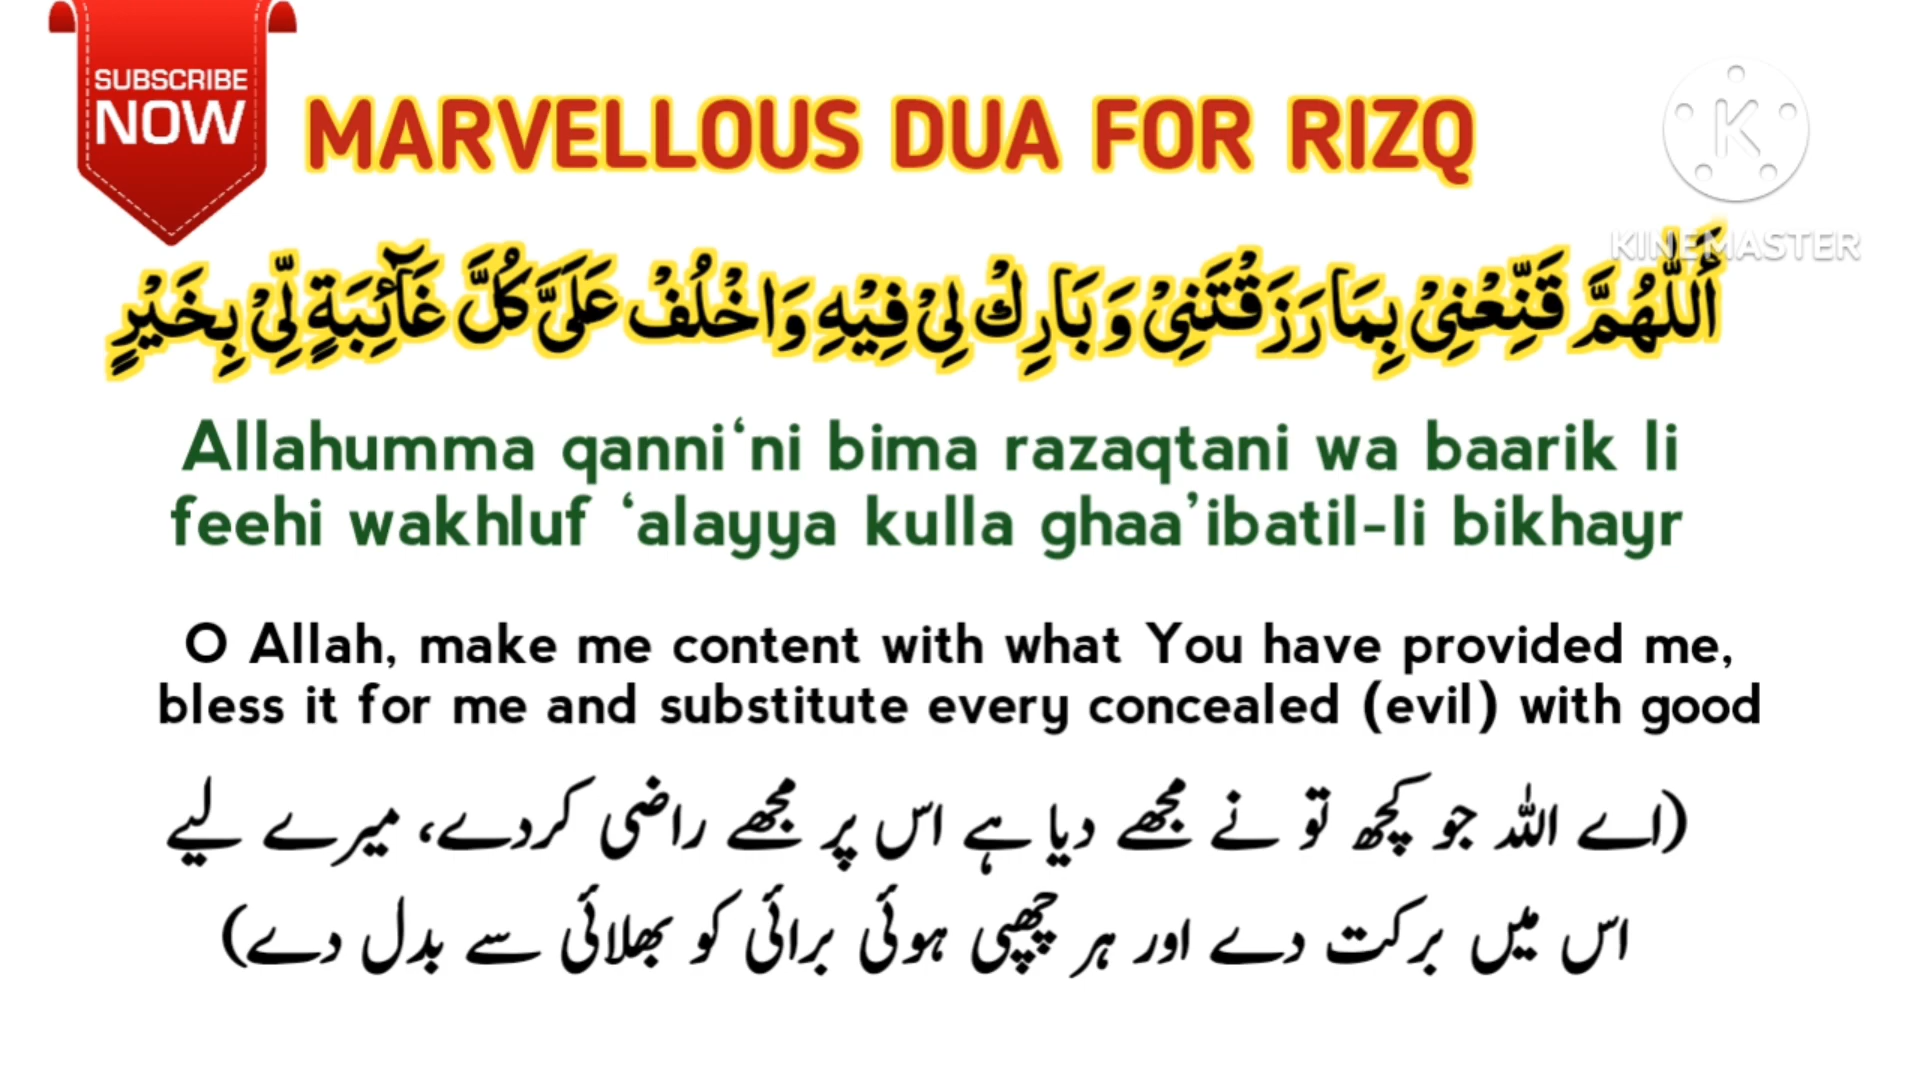 SUBSCRIBE
NOW
MARVELLOUS DUA FOR RIZQ
KINEMASTER
أَللّٰهُمَّ قَنِّعْنِیْ بِمَا رَزَقْتَنِیْ وَ بَارِكْ لِیْ فِیْهِ وَاخْلُفْ عَلَیَّ كُلَّ غَآئِبَةٍ لِّیْ بِخَیْرٍ
Allahumma qanni‘ni bima razaqtani wa baarik li
feehi wakhluf ‘alayya kulla ghaa’ibatil-li bikhayr
O Allah, make me content with what You have provided me,
bless it for me and substitute every concealed (evil) with good
(اے اللہ جو کچھ تو نے مجھے دیا ہے اس پر مجھے راضی کردے، میرے لیے
اس میں برکت دے اور ہر چھپی ہوئی برائی کو بھلائی سے بدل دے)